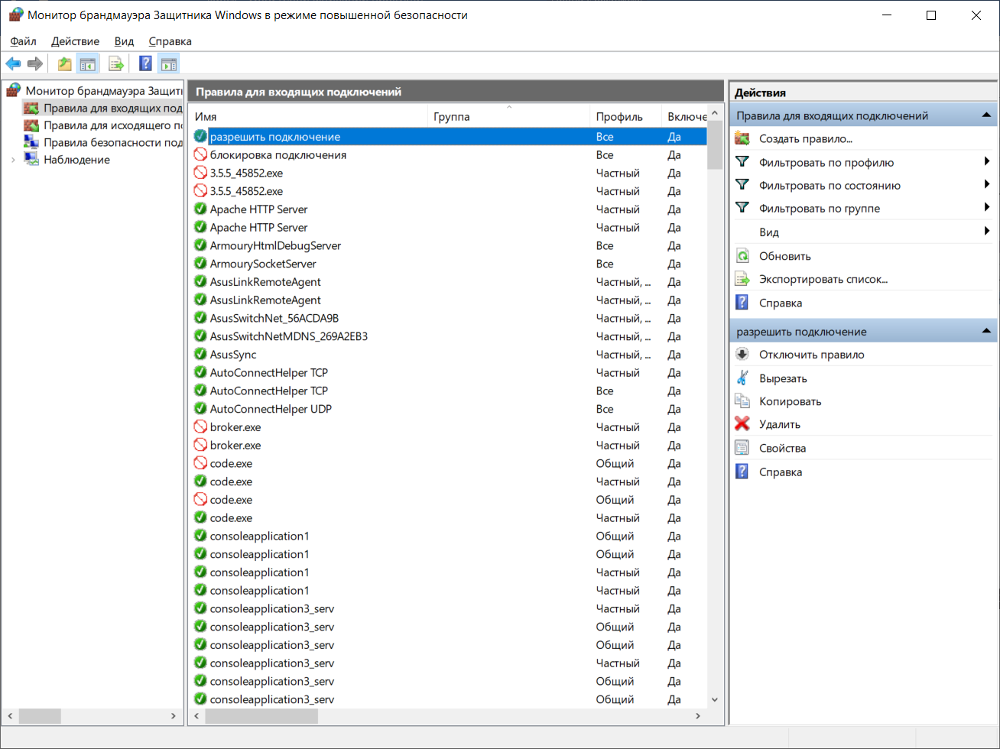 Монитор брандмауэра Защитника Windows в режиме повышенной безопасности
Файл Действие Вид Справка
Монитор брандмауэра Защит
Правила для входящих под
Правила для исходящего п
Правила безопасности под
Наблюдение
Правила для входящих подключений
Имя Группа Профиль Включе
разрешить подключение Все Да
блокировка подключения Все Да
3.5.5_45852.exe Частный Да
3.5.5_45852.exe Частный Да
Apache HTTP Server Частный Да
Apache HTTP Server Частный Да
ArmouryHtmlDebugServer Все Да
ArmourySocketServer Все Да
AsusLinkRemoteAgent Частный, ... Да
AsusLinkRemoteAgent Частный, ... Да
AsusSwitchNet_56ACDA9B Частный, ... Да
AsusSwitchNetMDNS_269A2EB3 Частный, ... Да
AsusSync Частный, ... Да
AutoConnectHelper TCP Частный Да
AutoConnectHelper TCP Все Да
AutoConnectHelper UDP Все Да
broker.exe Частный Да
broker.exe Частный Да
code.exe Общий Да
code.exe Частный Да
code.exe Общий Да
code.exe Частный Да
consoleapplication1 Общий Да
consoleapplication1 Общий Да
consoleapplication1 Частный Да
consoleapplication1 Частный Да
consoleapplication3_serv Частный Да
consoleapplication3_serv Общий Да
consoleapplication3_serv Общий Да
consoleapplication3_serv Частный Да
consoleapplication3_serv Общий Да
consoleapplication3_serv Общий Да
Действия
Правила для входящих подключений
Создать правило...
Фильтровать по профилю
Фильтровать по состоянию
Фильтровать по группе
Вид
Обновить
Экспортировать список...
Справка
разрешить подключение
Отключить правило
Вырезать
Копировать
Удалить
Свойства
Справка